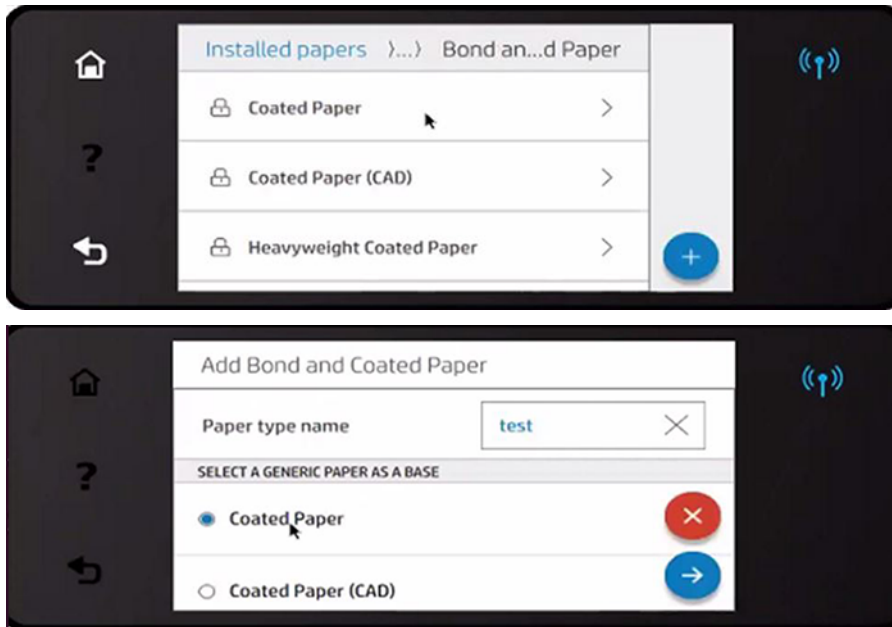 Installed papers 〉...〉 Bond an...d Paper
Coated Paper
Coated Paper (CAD)
Heavyweight Coated Paper
Add Bond and Coated Paper
Paper type name
test
SELECT A GENERIC PAPER AS A BASE
Coated Paper
Coated Paper (CAD)